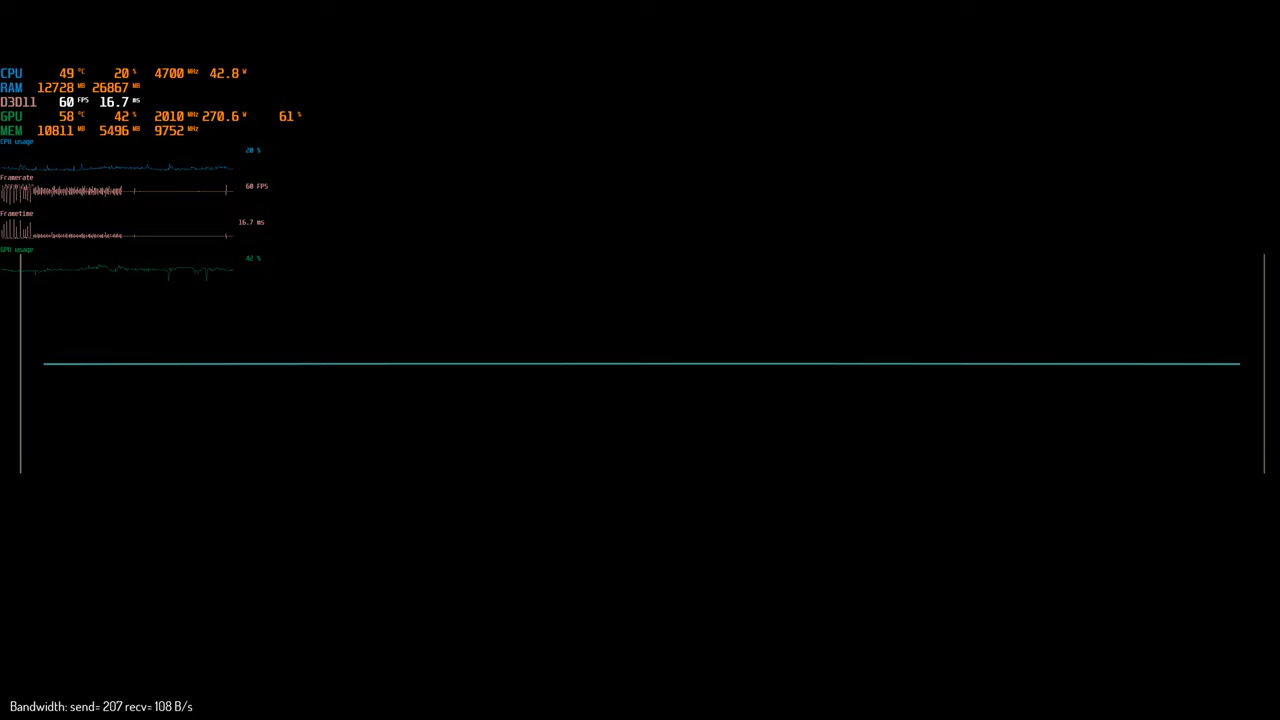 CPU 49 °C 20 % 4700 MHz 42.8 W
RAM 12728 MB 26867 MB
D3D11 60 FPS 16.7 ms
GPU 58 °C 42 % 2010 MHz 270.6 W 61 %
MEM 10811 MB 5496 MB 9752 MHz
CPU usage
20 %
Framerate
60 FPS
Frametime
16.7 ms
GPU usage
42 %
Bandwidth: send= 207 recv= 108 B/s